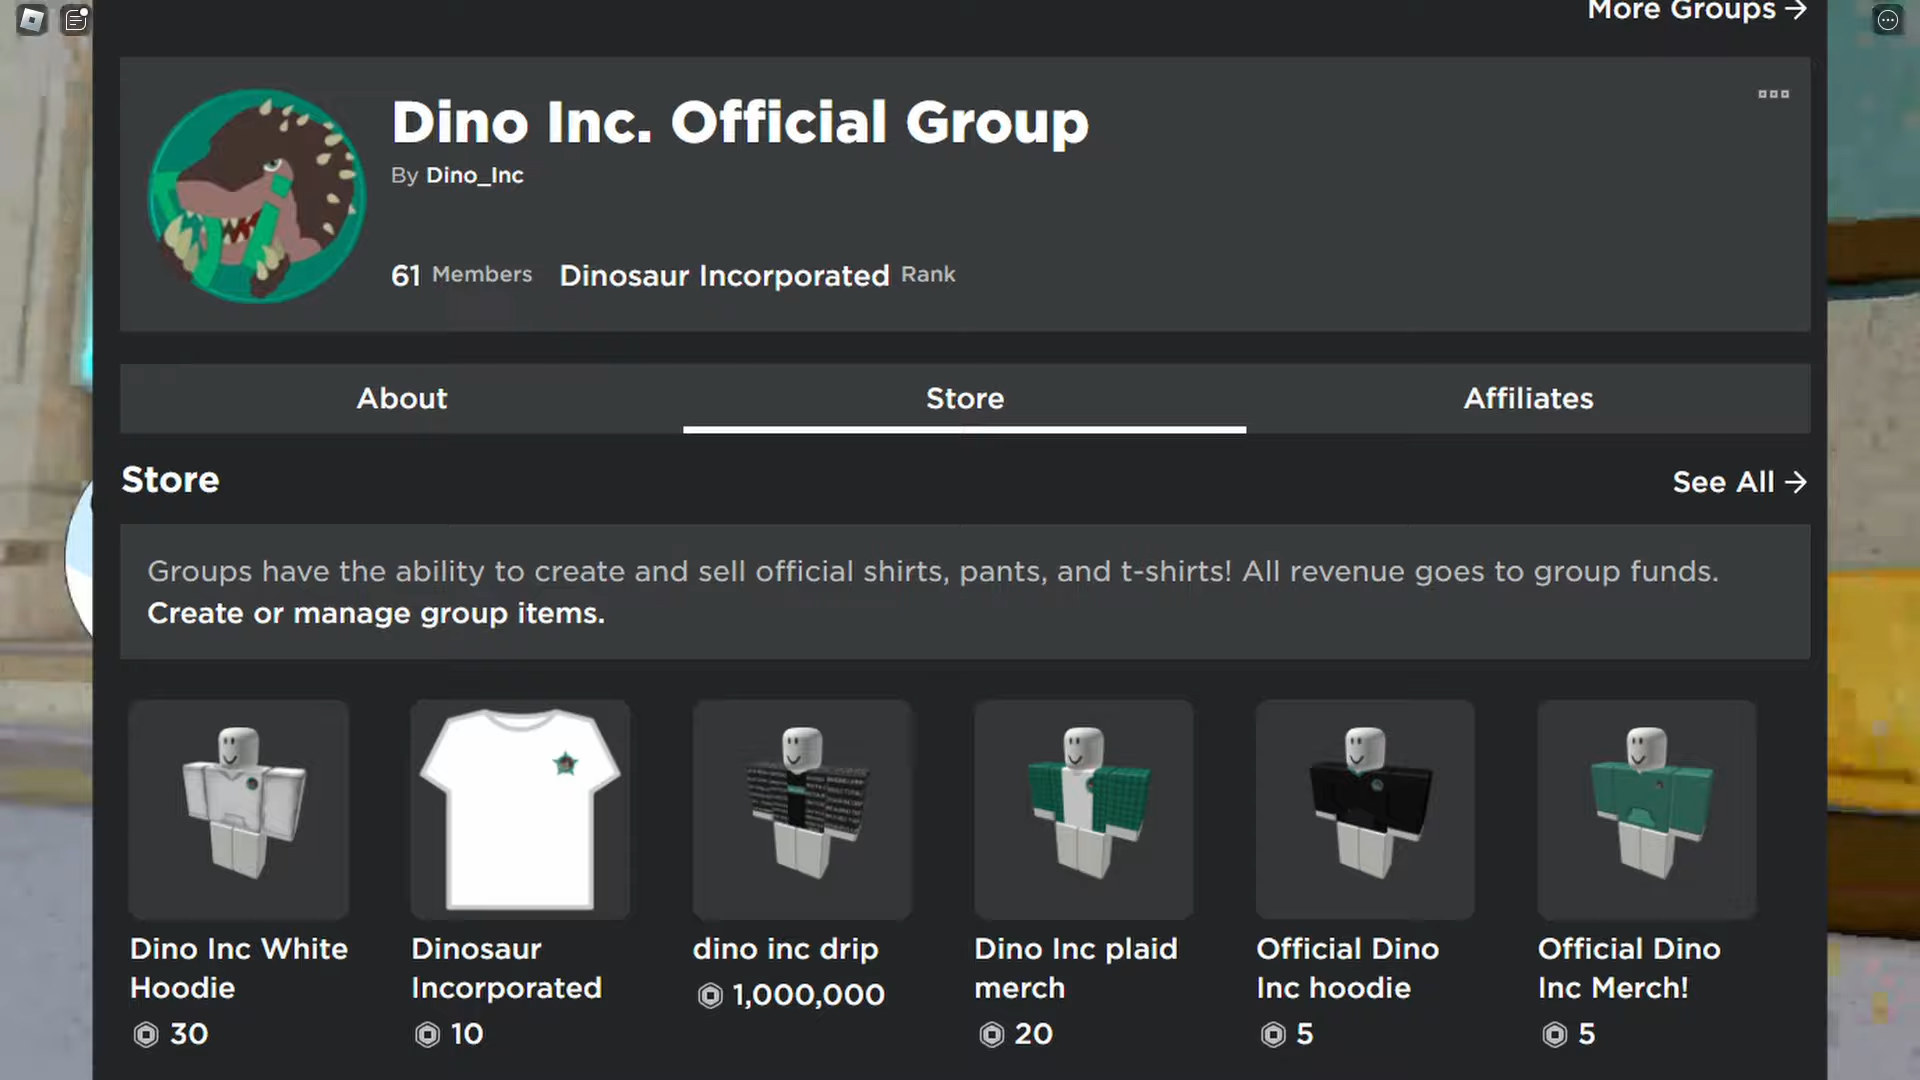 More Groups →
Dino Inc. Official Group
By Dino_Inc
61 Members Dinosaur Incorporated Rank
About Store Affiliates
Store
See All →
Groups have the ability to create and sell official shirts, pants, and t-shirts! All revenue goes to group funds.
Create or manage group items.
Dino Inc White
Hoodie
30
Dinosaur
Incorporated
10
dino inc drip
1,000,000
Dino Inc plaid
merch
20
Official Dino
Inc hoodie
5
Official Dino
Inc Merch!
5